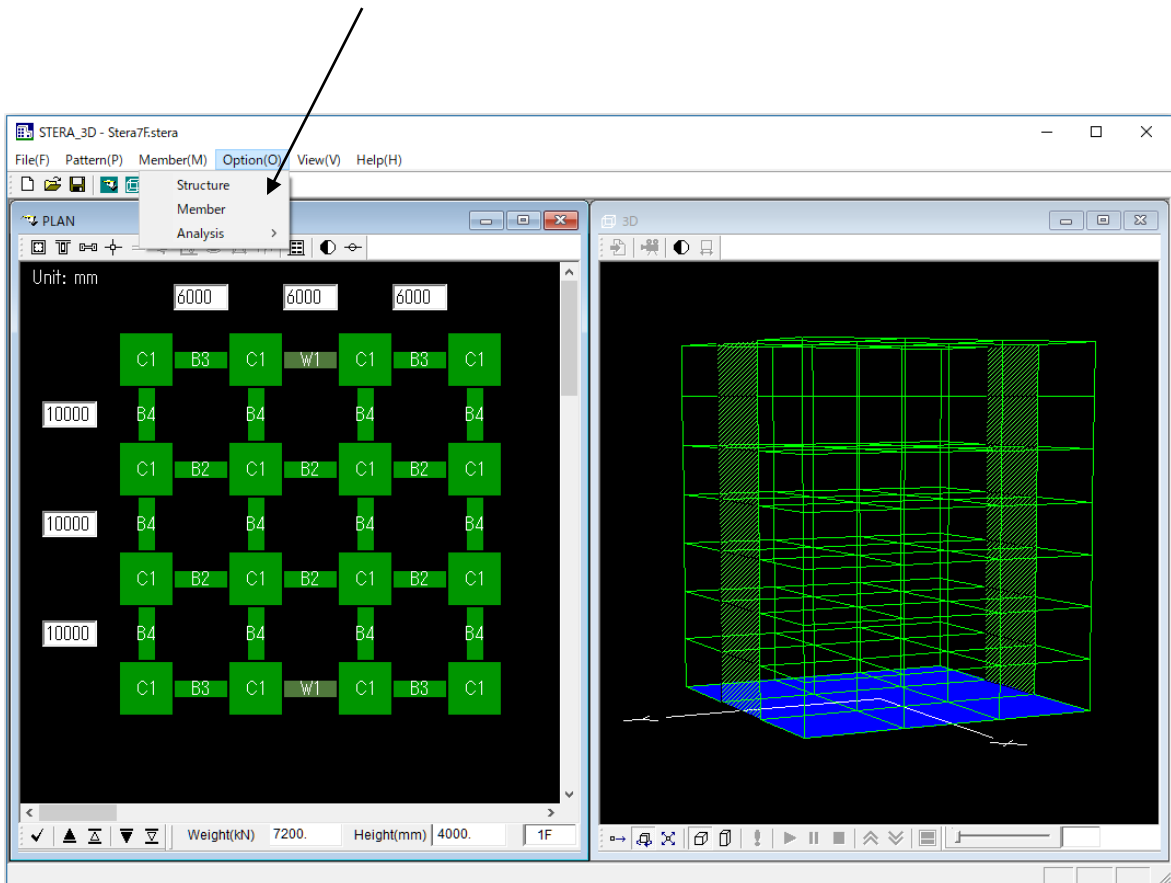 STERA_3D - Stera7F.stera
File(F) Pattern(P) Member(M) Option(O) View(V) Help(H)
Structure
Member
Analysis
PLAN
3D
Unit: mm
6000 6000 6000
C1 B3 C1 W1 C1 B3 C1
10000 B4 B4 B4 B4
C1 B2 C1 B2 C1 B2 C1
10000 B4 B4 B4 B4
C1 B2 C1 B2 C1 B2 C1
10000 B4 B4 B4 B4
C1 B3 C1 W1 C1 B3 C1
Weight(kN) 7200. Height(mm) 4000. 1F